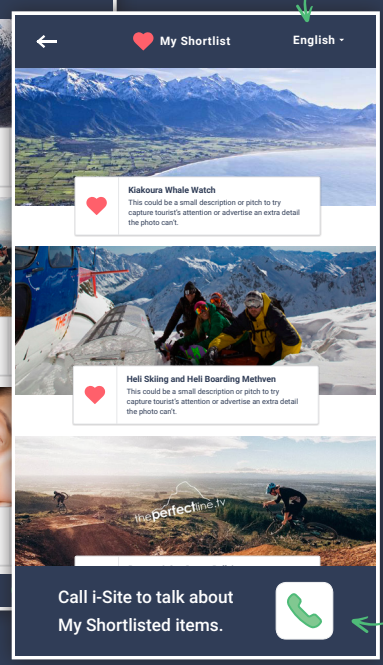 My Shortlist
English
Kiakoura Whale Watch
This could be a small description or pitch to try
capture tourist's attention or advertise an extra detail
the photo can't.
Heli Skiing and Heli Boarding Methven
This could be a small description or pitch to try
capture tourist's attention or advertise an extra detail
the photo can't.
theperfectline.tv
Call i-Site to talk about
My Shortlisted items.